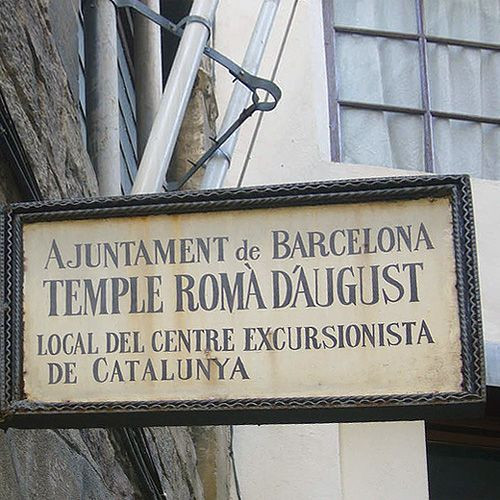 AJUNTAMENT de BARCELONA
TEMPLE ROMÀ D'AUGUST
LOCAL DEL CENTRE EXCURSIONISTA
DE CATALUNYA